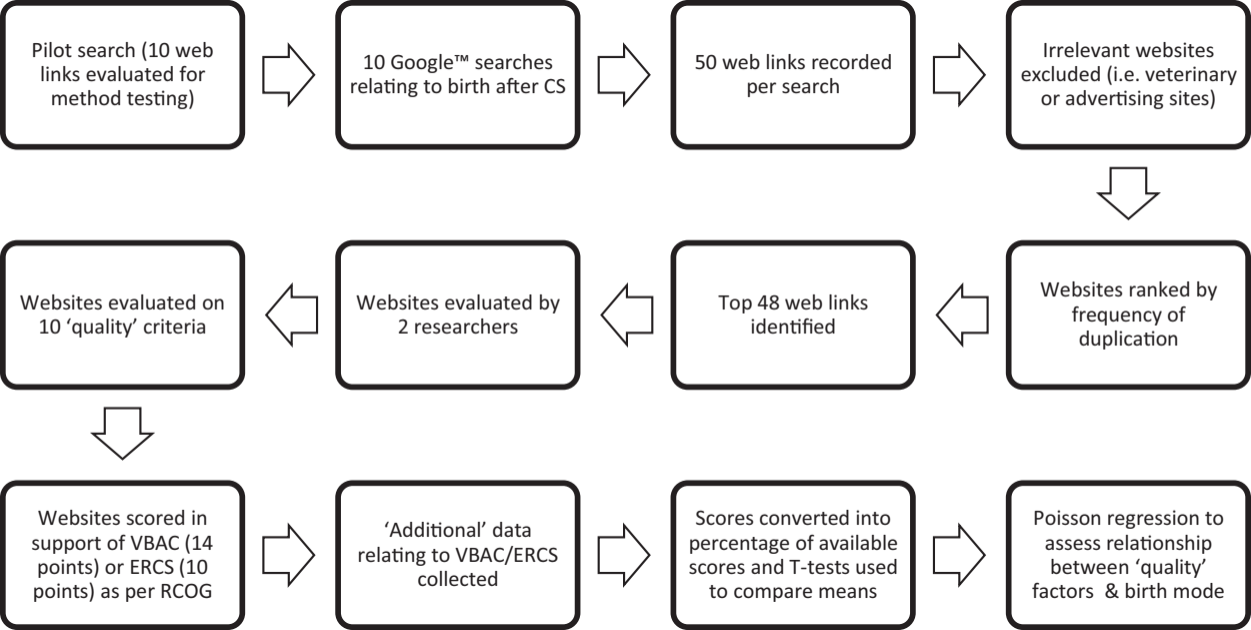 Pilot search (10 web
links evaluated for
method testing)
10 Google™ searches
relating to birth after CS
50 web links recorded
per search
Irrelevant websites
excluded (i.e. veterinary
or advertising sites)
Websites ranked by
frequency of
duplication
Top 48 web links
identified
Websites evaluated by
2 researchers
Websites evaluated on
10 ‘quality’ criteria
Websites scored in
support of VBAC (14
points) or ERCS (10
points) as per RCOG
‘Additional’ data
relating to VBAC/ERCS
collected
Scores converted into
percentage of available
scores and T-tests used
to compare means
Poisson regression to
assess relationship
between ‘quality’
factors & birth mode